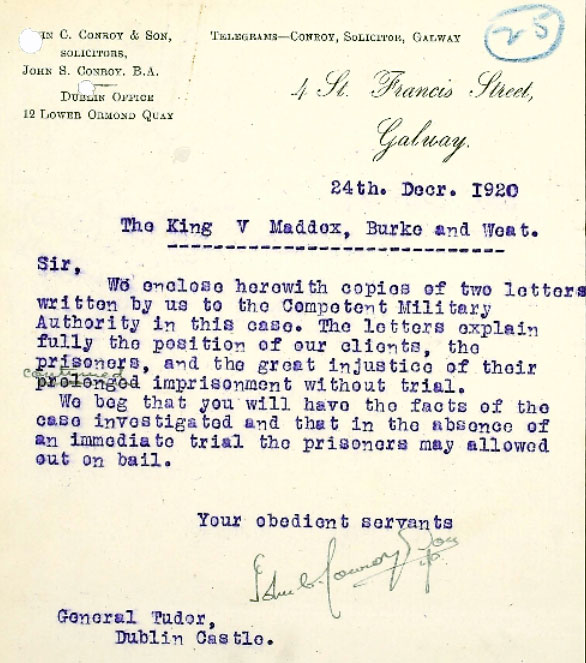 John C. Conroy & Son,
SOLICITORS,
John S. Conroy. B.A.
Dublin Office
12 Lower Ormond Quay
Telegrams—Conroy, Solicitor, Galway
25
4 St. Francis Street,
Galway.
24th. Decr. 1920
The King V Maddox, Burke and Weat.
Sir,
We enclose herewith copies of two letters
written by us to the Competent Military
Authority in this case. The letters explain
fully the position of our clients, the
prisoners, and the great injustice of their
continued
prolonged imprisonment without trial.
We beg that you will have the facts of the
case investigated and that in the absence of
an immediate trial the prisoners may allowed
out on bail.
Your obedient servants
John C. Conroy & Son
General Tudor,
Dublin Castle.